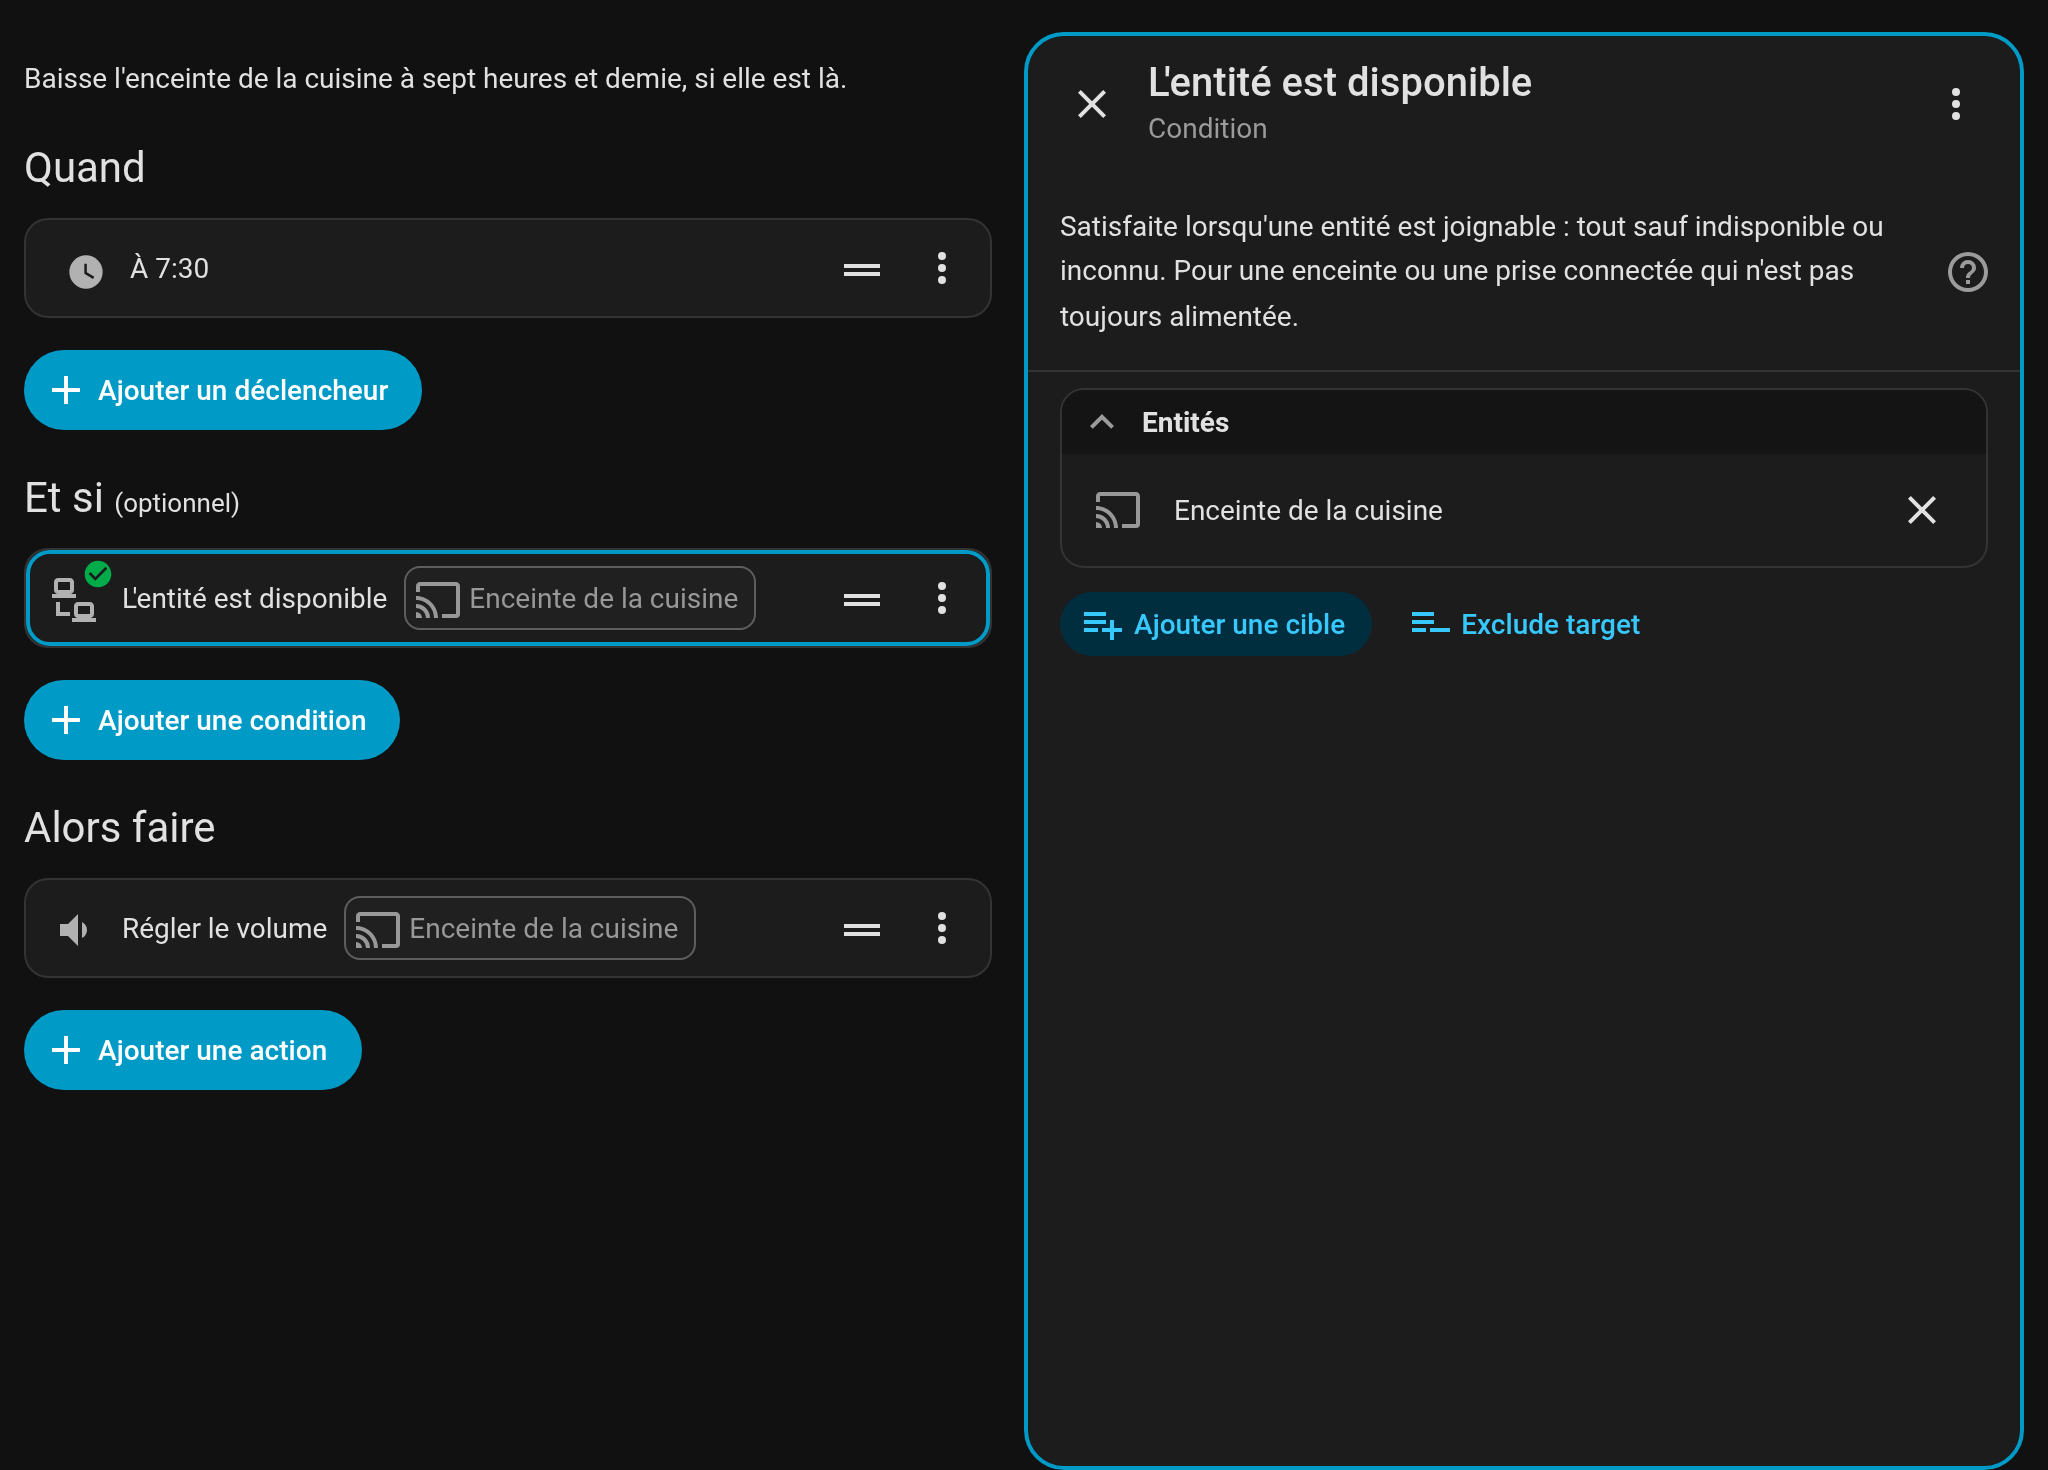 Baisse l'enceinte de la cuisine à sept heures et demie, si elle est là.
Quand
À 7:30
Ajouter un déclencheur
Et si (optionnel)
L'entité est disponible Enceinte de la cuisine
Ajouter une condition
Alors faire
Régler le volume Enceinte de la cuisine
Ajouter une action
L'entité est disponible
Condition
Satisfaite lorsqu'une entité est joignable : tout sauf indisponible ou
inconnu. Pour une enceinte ou une prise connectée qui n'est pas
toujours alimentée.
Entités
Enceinte de la cuisine
Ajouter une cible Exclude target